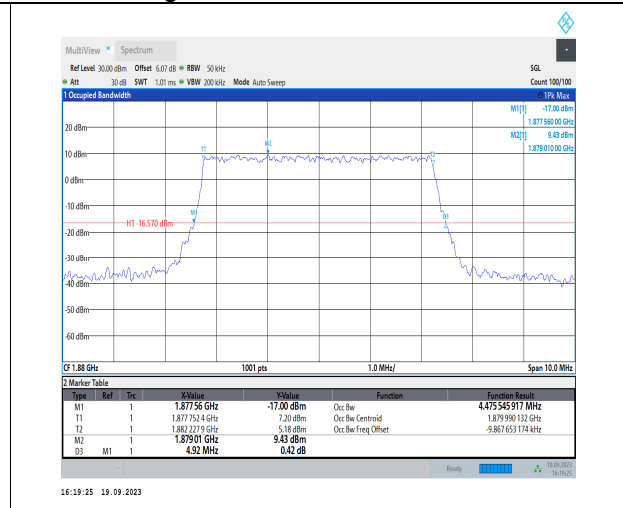 MultiView Spectrum
Ref Level 30.00 dBm Offset 6.07 dB RBW 50 kHz SGL
Att 30 dB SWT 1.01 ms VBW 200 kHz Mode Auto Sweep Count 100/100
1 Occupied Bandwidth 1Pk Max
M1[1] -17.00 dBm
1.877 560 00 GHz
M2[1] 9.43 dBm
1.879 010 00 GHz
20 dBm
M2
T1
T2
10 dBm
0 dBm
-10 dBm
M1
D3
H1 -16.570 dBm
-20 dBm
-30 dBm
-40 dBm
-50 dBm
-60 dBm
CF 1.88 GHz 1001 pts 1.0 MHz/ Span 10.0 MHz
2 Marker Table
Type Ref Trc X-Value Y-Value Function Function Result
M1 1 1.877 56 GHz -17.00 dBm Occ Bw 4.475 545 917 MHz
T1 1 1.877 752 4 GHz 7.20 dBm Occ Bw Centroid 1.879 990 132 GHz
T2 1 1.882 227 9 GHz 5.18 dBm Occ Bw Freq Offset -9.867 653 174 kHz
M2 1 1.879 01 GHz 9.43 dBm
D3 M1 1 4.92 MHz 0.42 dB
Ready 19.09.2023
16:19:25
16:19:25 19.09.2023